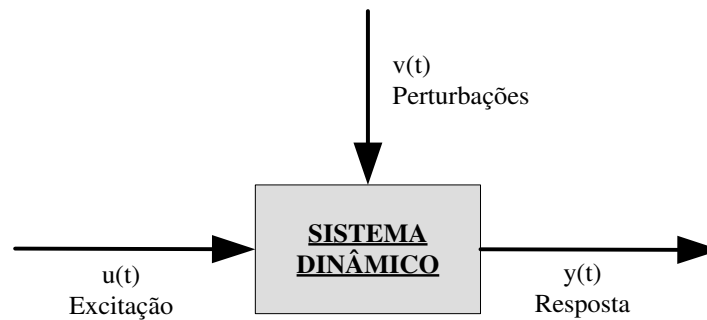 v(t)
Perturbações
SISTEMA
DINÂMICO
u(t)
Excitação
y(t)
Resposta